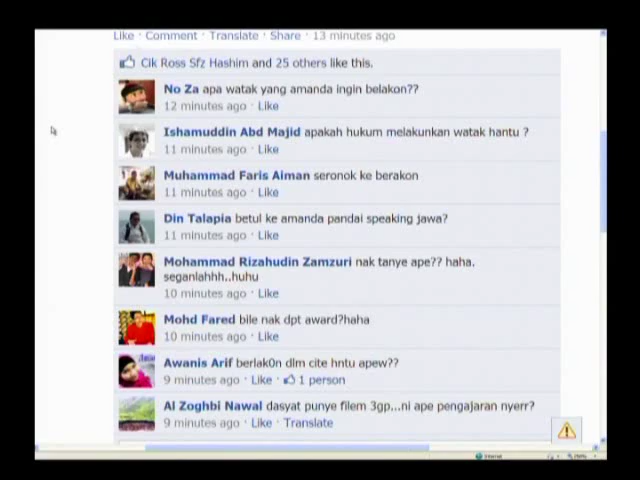 Like · Comment · Translate · Share · 13 minutes ago
Cik Ross Sfz Hashim and 25 others like this.
No Za apa watak yang amanda ingin belakon??
12 minutes ago · Like
Ishamuddin Abd Majid apakah hukum melakunkan watak hantu ?
11 minutes ago · Like
Muhammad Faris Aiman seronok ke berakon
11 minutes ago · Like
Din Talapia betul ke amanda pandai speaking jawa?
11 minutes ago · Like
Mohammad Rizahudin Zamzuri nak tanye ape?? haha.
seganlahhh..huhu
10 minutes ago · Like
Mohd Fared bile nak dpt award?haha
10 minutes ago · Like
Awanis Arif berlak0n dlm cite hntu apew??
9 minutes ago · Like · 1 person
Al Zoghbi Nawal dasyat punye filem 3gp...ni ape pengajaran nyerr?
9 minutes ago · Like · Translate
Internet